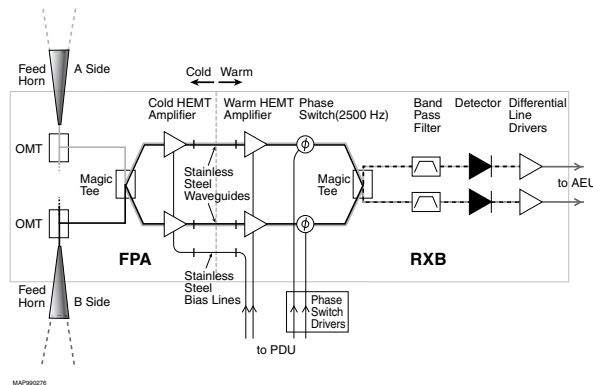 Cold Warm
Feed
Horn
A Side
Cold HEMT
Amplifier
Warm HEMT
Amplifier
Phase
Switch(2500 Hz)
Band
Pass
Filter
Detector
Differential
Line
Drivers
OMT
ϕ
Magic
Tee
Stainless
Steel
Waveguides
Magic
Tee
to AEU
OMT
ϕ
FPA
RXB
Stainless
Steel
Bias Lines
Feed
Horn
B Side
Phase
Switch
Drivers
to PDU
MAP990276